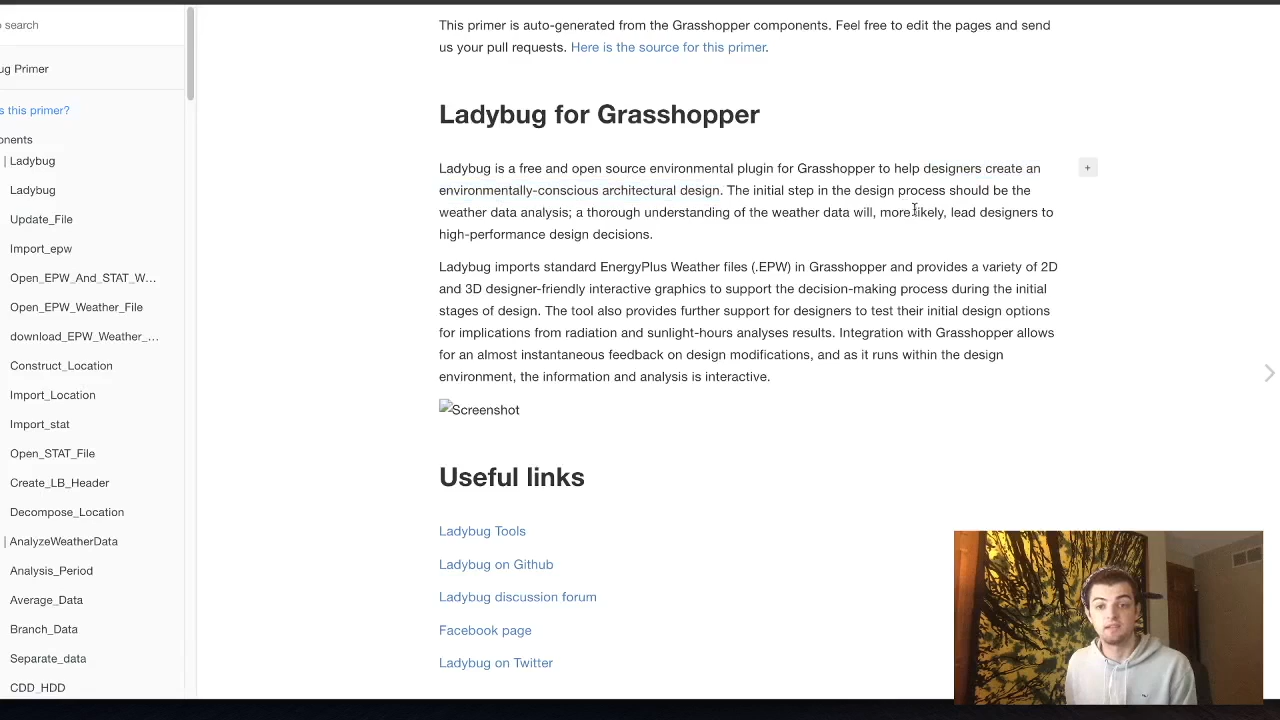 o search
ug Primer
s this primer?
onents
| Ladybug
Ladybug
Update_File
Import_epw
Open_EPW_And_STAT_W...
Open_EPW_Weather_File
download_EPW_Weather_...
Construct_Location
Import_Location
Import_stat
Open_STAT_File
Create_LB_Header
Decompose_Location
| AnalyzeWeatherData
Analysis_Period
Average_Data
Branch_Data
Separate_data
CDD_HDD
This primer is auto-generated from the Grasshopper components. Feel free to edit the pages and send
us your pull requests. Here is the source for this primer.
Ladybug for Grasshopper
Ladybug is a free and open source environmental plugin for Grasshopper to help designers create an
environmentally-conscious architectural design. The initial step in the design process should be the
weather data analysis; a thorough understanding of the weather data will, more likely, lead designers to
high-performance design decisions.
Ladybug imports standard EnergyPlus Weather files (.EPW) in Grasshopper and provides a variety of 2D
and 3D designer-friendly interactive graphics to support the decision-making process during the initial
stages of design. The tool also provides further support for designers to test their initial design options
for implications from radiation and sunlight-hours analyses results. Integration with Grasshopper allows
for an almost instantaneous feedback on design modifications, and as it runs within the design
environment, the information and analysis is interactive.
Screenshot
Useful links
Ladybug Tools
Ladybug on Github
Ladybug discussion forum
Facebook page
Ladybug on Twitter
+